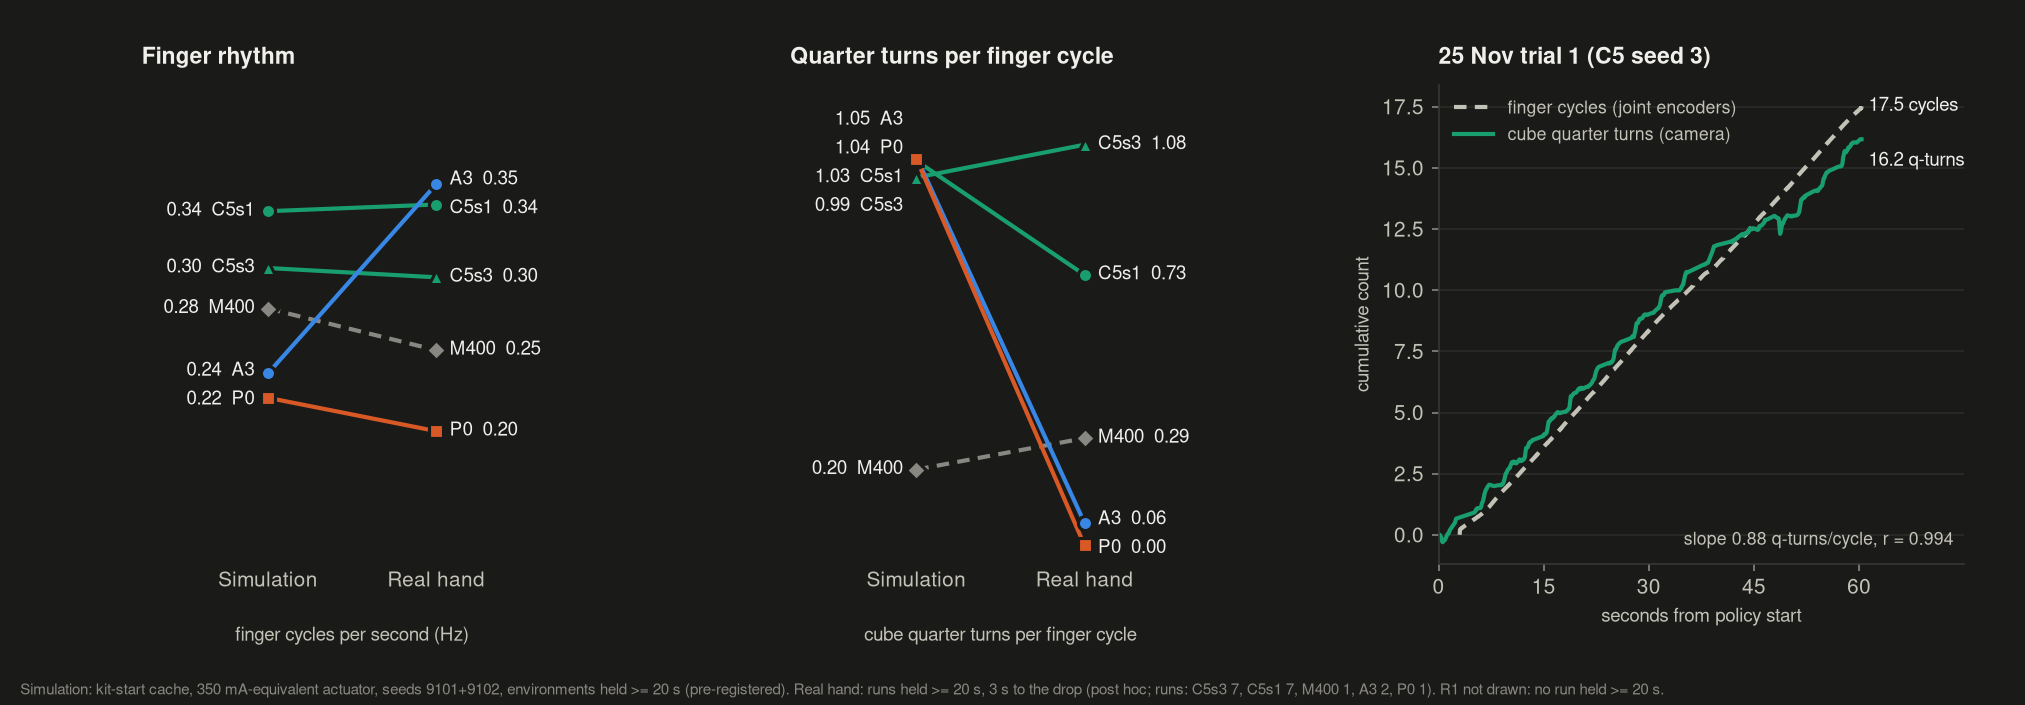 Finger rhythm
0.34 C5s1
0.30 C5s3
0.28 M400
0.24 A3
0.22 P0
A3 0.35
C5s1 0.34
C5s3 0.30
M400 0.25
P0 0.20
Simulation
Real hand
finger cycles per second (Hz)
Quarter turns per finger cycle
1.05 A3
1.04 P0
1.03 C5s1
0.99 C5s3
0.20 M400
C5s3 1.08
C5s1 0.73
M400 0.29
A3 0.06
P0 0.00
Simulation
Real hand
cube quarter turns per finger cycle
25 Nov trial 1 (C5 seed 3)
finger cycles (joint encoders)
cube quarter turns (camera)
17.5 cycles
16.2 q-turns
slope 0.88 q-turns/cycle, r = 0.994
cumulative count
17.5
15.0
12.5
10.0
7.5
5.0
2.5
0.0
0
15
30
45
60
seconds from policy start
Simulation: kit-start cache, 350 mA-equivalent actuator, seeds 9101+9102, environments held >= 20 s (pre-registered). Real hand: runs held >= 20 s, 3 s to the drop (post hoc; runs: C5s3 7, C5s1 7, M400 1, A3 2, P0 1). R1 not drawn: no run held >= 20 s.